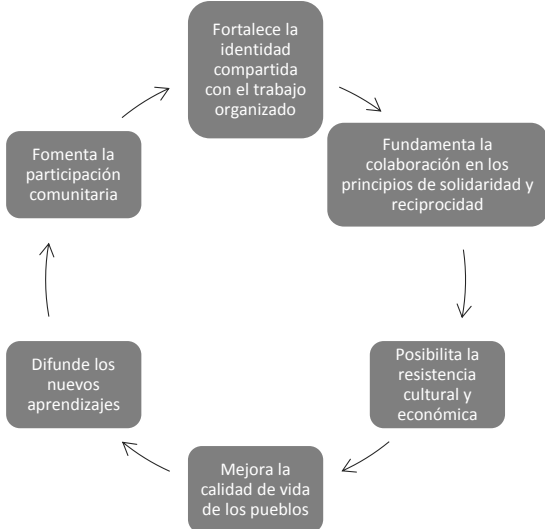 Fortalece la
identidad
compartida
con el trabajo
organizado
Fundamenta la
colaboración en los
principios de solidaridad y
reciprocidad
Posibilita la
resistencia
cultural y
económica
Mejora la
calidad de vida
de los pueblos
Difunde los
nuevos
aprendizajes
Fomenta la
participación
comunitaria